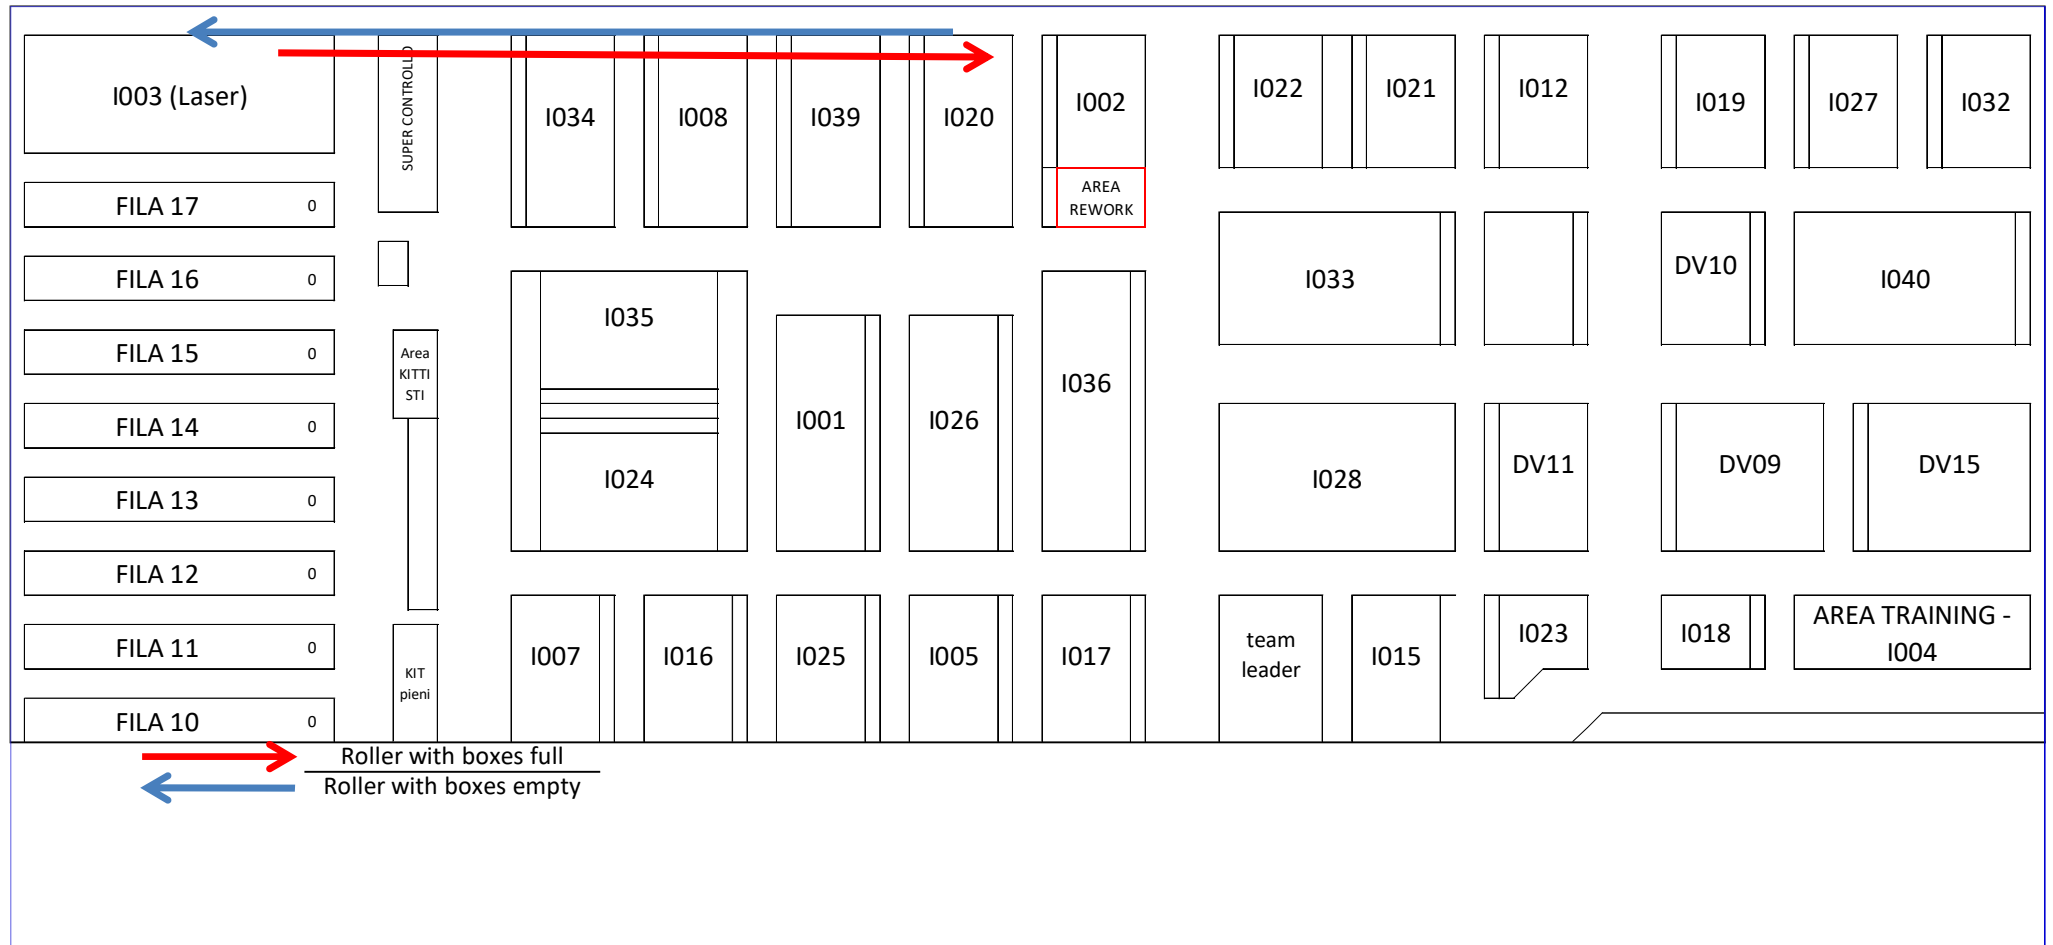 I003 (Laser)
SUPER CONTROLLO
I034
I008
I039
I020
I002
I022
I021
I012
I019
I027
I032
AREA
REWORK
FILA 17 0
FILA 16 0
I035
I033
DV10
I040
FILA 15 0
Area
KITTI
STI
I001
I026
I036
FILA 14 0
I024
I028
DV11
DV09
DV15
FILA 13 0
FILA 12 0
FILA 11 0
KIT
pieni
I007
I016
I025
I005
I017
team
leader
I015
I023
I018
AREA TRAINING -
I004
FILA 10 0
Roller with boxes full
Roller with boxes empty